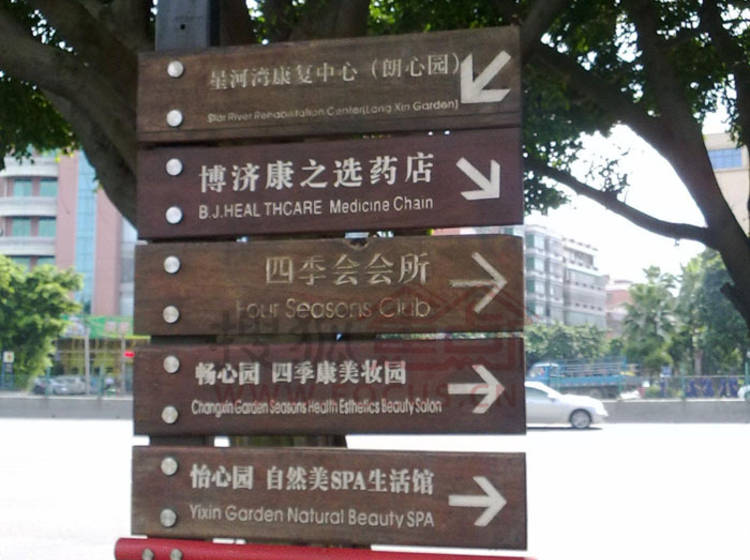 星河湾康复中心（朗心园）
Star River Rehabilitation Center(Lang Xin Garden)
博济康之选药店
B.J.HEAL THCARE Medicine Chain
四季会会所
Four Seasons Club
畅心园 四季康美妆园
Changxin Garden Seasons Health Esthetics Beauty Salon
怡心园 自然美SPA生活馆
Yixin Garden Natural Beauty SPA